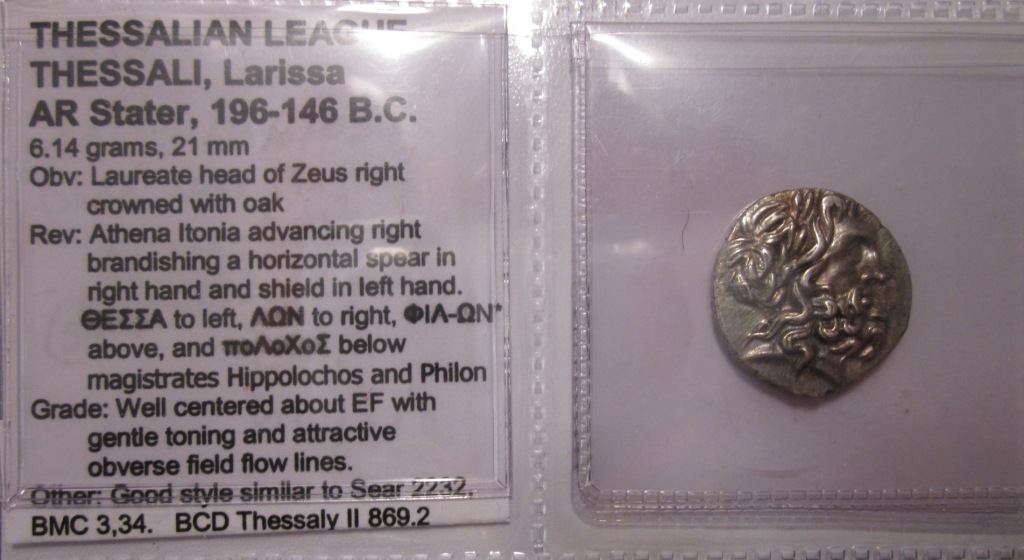 THESSALIAN LEAGUE
THESSALI, Larissa
AR Stater, 196-146 B.C.
6.14 grams, 21 mm
Obv: Laureate head of Zeus right
crowned with oak
Rev: Athena Itonia advancing right
brandishing a horizontal spear in
right hand and shield in left hand.
ΘΕΣΣΑ to left, ΛΩΝ to right, ΦΙΛ-ΩΝ*
above, and πολοΧοΣ below
magistrates Hippolochos and Philon
Grade: Well centered about EF with
gentle toning and attractive
obverse field flow lines.
Other: Good style similar to Sear 2232.
BMC 3,34. BCD Thessaly II 869.2